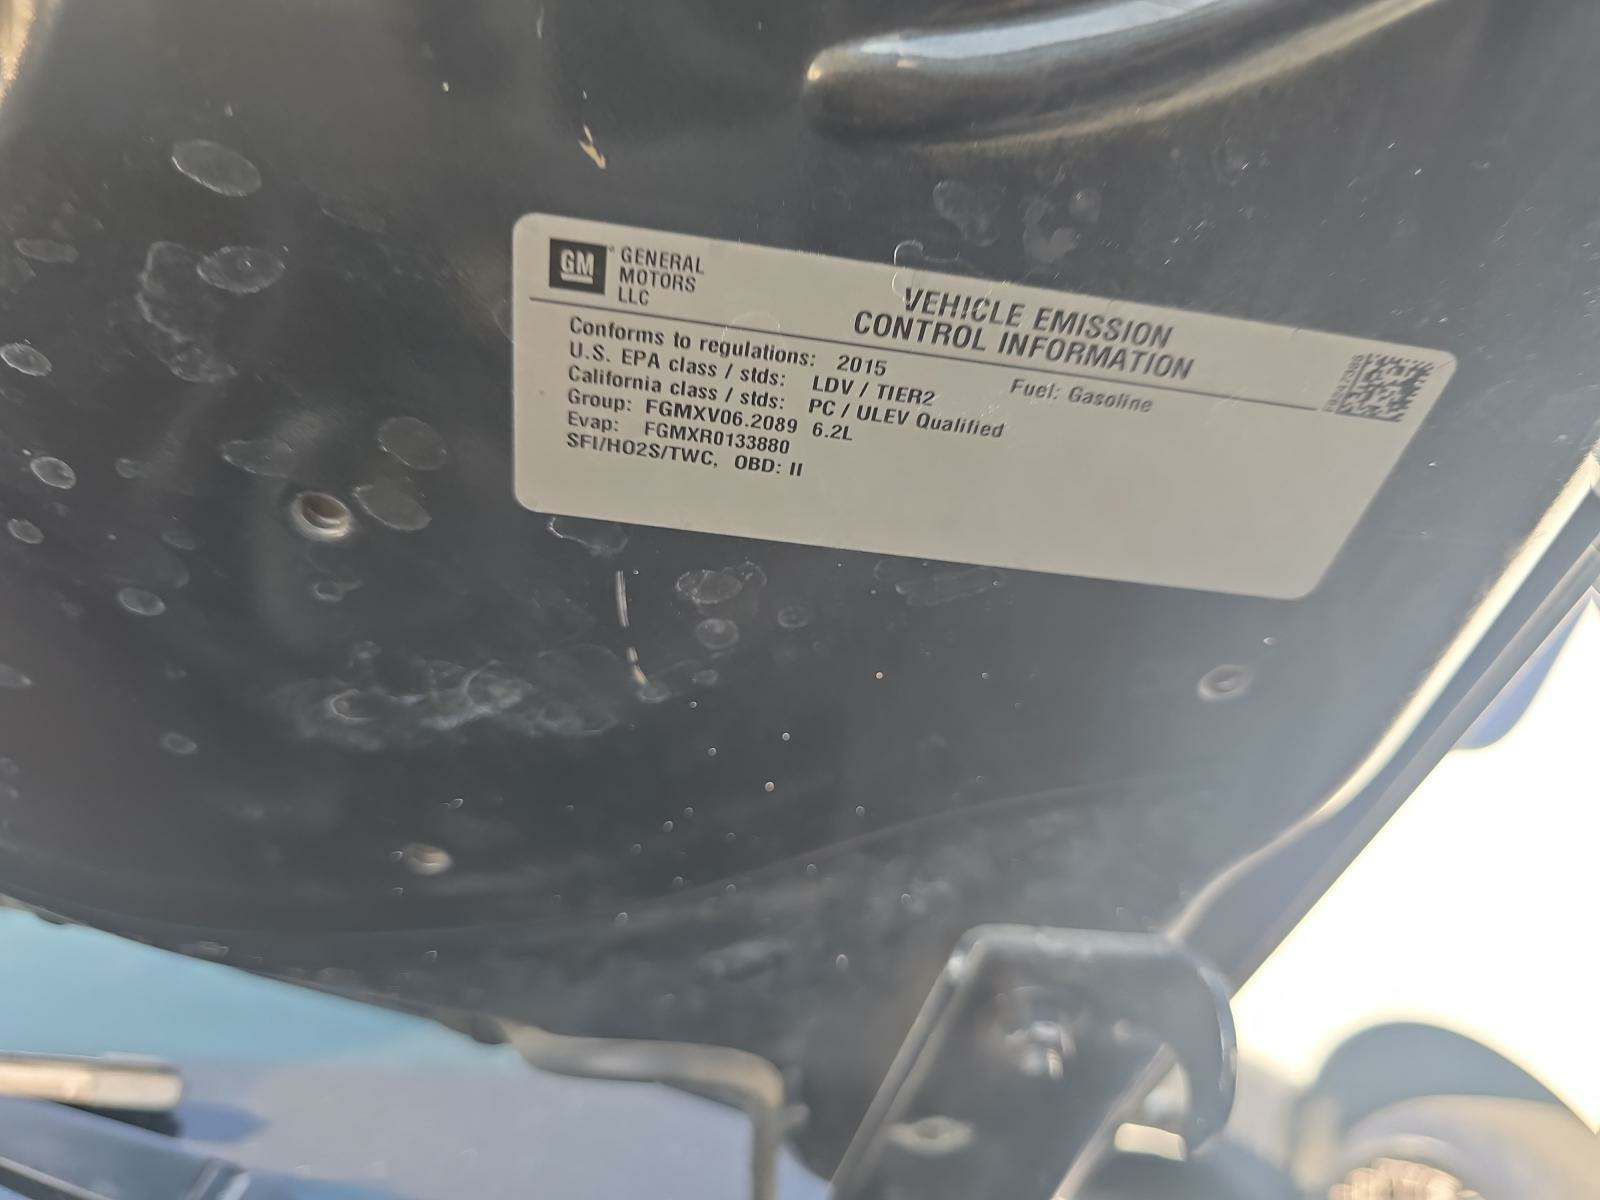 GM GENERAL
MOTORS
LLC
VEHICLE EMISSION
CONTROL INFORMATION
Conforms to regulations: 2015 Fuel: Gasoline
U.S. EPA class / stds: LDV / TIER2
California class / stds: PC / ULEV Qualified
Group: FGMXV06.2089 6.2L
Evap: FGMXR0133880
SFI/HO2S/TWC, OBD: II